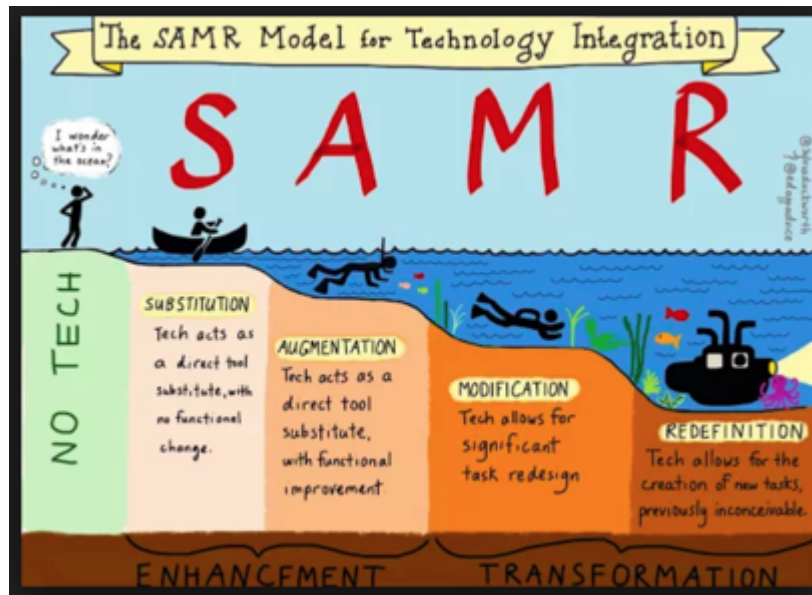 The SAMR Model for Technology Integration
S A M R
I wonder
what's in
the ocean?
@sylviaduckworth
NO TECH
SUBSTITUTION
Tech acts as
a direct tool
substitute, with
no functional
change.
AUGMENTATION
Tech acts as a
direct tool
substitute,
with functional
improvement
MODIFICATION
Tech allows for
significant
task redesign
REDEFINITION
Tech allows for the
creation of new tasks,
previously inconceivable.
ENHANCEMENT
TRANSFORMATION